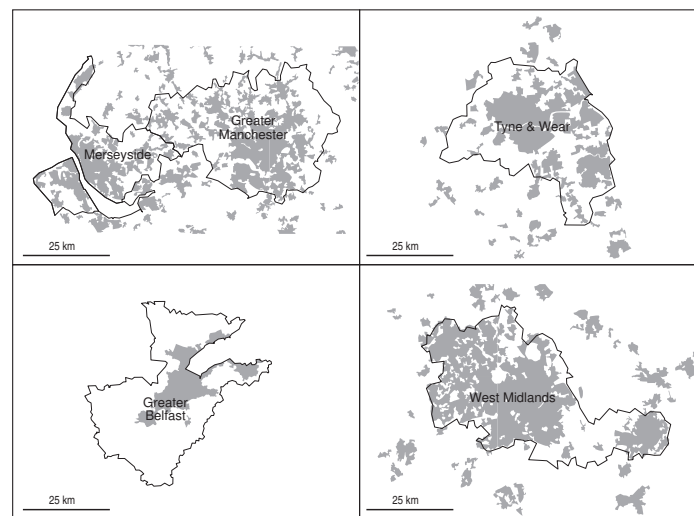 Greater
Manchester
Merseyside
25 km
Tyne & Wear
25 km
Greater
Belfast
25 km
West Midlands
25 km